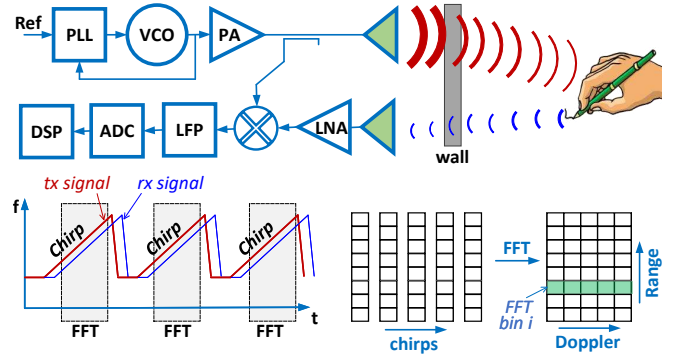 Ref
PLL
VCO
PA
DSP
ADC
LFP
LNA
wall
tx signal
rx signal
f
Chirp
Chirp
Chirp
FFT
FFT
FFT
t
chirps
FFT
Range
FFT
bin i
Doppler